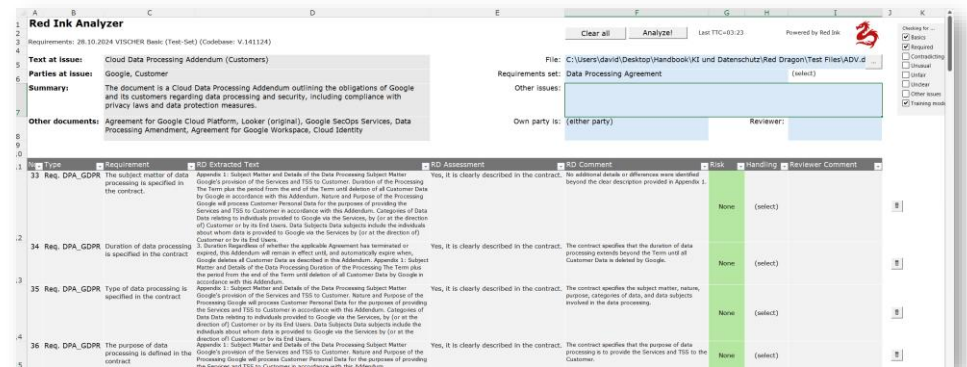 A B C D E F G H I J K
Red Ink Analyzer
Clear all Analyze! Last TTC=03:23 Powered by Red Ink
Requirements: 28.10.2024 VISCHER Basic (Test-Set) (Codebase: V.141124)
Checking for ...
Basics
Required
Contradicting
Unusual
Unfair
Unclear
Other issues
Training mode
Text at issue: Cloud Data Processing Addendum (Customers) File: C:\Users\david\Desktop\Handbook\KI und Datenschutz\Red Dragon\Test Files\ADV.d ...
Parties at issue: Google, Customer Requirements set: Data Processing Agreement (select)
Summary: The document is a Cloud Data Processing Addendum outlining the obligations of Google Other issues:
and its customers regarding data processing and security, including compliance with
privacy laws and data protection measures.
Other documents: Agreement for Google Cloud Platform, Looker (original), Google SecOps Services, Data Own party is: (either party) Reviewer:
Processing Amendment, Agreement for Google Workspace, Cloud Identity
Type Requirement RD Extracted Text RD Assessment RD Comment Risk Handling Reviewer Comment
33 Req. DPA_GDPR The subject matter of data
processing is specified in
the contract.
Appendix 1: Subject Matter and Details of the Data Processing Subject Matter
Google's provision of the Services and TSS to Customer. Duration of the Processing
The Term plus the period from the end of the Term until deletion of all Customer Data
by Google in accordance with this Addendum. Nature and Purpose of the Processing
Google will process Customer Personal Data for the purposes of providing the
Services and TSS to Customer in accordance with this Addendum. Categories of Data
Data relating to individuals provided to Google via the Services, by (or at the direction
of) Customer or by its End Users. Data Subjects Data subjects include the individuals
about whom data is provided to Google via the Services by (or at the direction of)
Customer or by its End Users.
Yes, it is clearly described in the contract.
No additional details or differences were identified
beyond the clear description provided in Appendix 1.
None (select)
34 Req. DPA_GDPR Duration of data processing
is specified in the contract
3. Duration Regardless of whether the applicable Agreement has terminated or
expired, this Addendum will remain in effect until, and automatically expire when,
Google deletes all Customer Data as described in this Addendum. Appendix 1: Subject
Matter and Details of the Data Processing Duration of the Processing The Term plus
the period from the end of the Term until deletion of all Customer Data by Google in
accordance with this Addendum.
Yes, it is clearly described in the contract.
The contract specifies that the duration of data
processing extends beyond the Term until all
Customer Data is deleted by Google.
None (select)
35 Req. DPA_GDPR Type of data processing is
specified in the contract
Appendix 1: Subject Matter and Details of the Data Processing Subject Matter
Google's provision of the Services and TSS to Customer. Nature and Purpose of the
Processing Google will process Customer Personal Data for the purposes of providing
the Services and TSS to Customer in accordance with this Addendum. Categories of
Data Data relating to individuals provided to Google via the Services, by (or at the
direction of) Customer or by its End Users. Data Subjects Data subjects include the
individuals about whom data is provided to Google via the Services by (or at the
direction of) Customer or by its End Users.
Yes, it is clearly described in the contract.
The contract specifies the subject matter, nature,
purpose, categories of data, and data subjects
involved in the data processing.
None (select)
36 Req. DPA_GDPR The purpose of data
processing is defined in the
contract
Appendix 1: Subject Matter and Details of the Data Processing Subject Matter
Google's provision of the Services and TSS to Customer. Nature and Purpose of the
Processing Google will process Customer Personal Data for the purposes of providing
the Services and TSS to Customer in accordance with this Addendum.
Yes, it is clearly described in the contract.
The contract specifies that the purpose of data
processing is to provide the Services and TSS to the
Customer.
None (select)